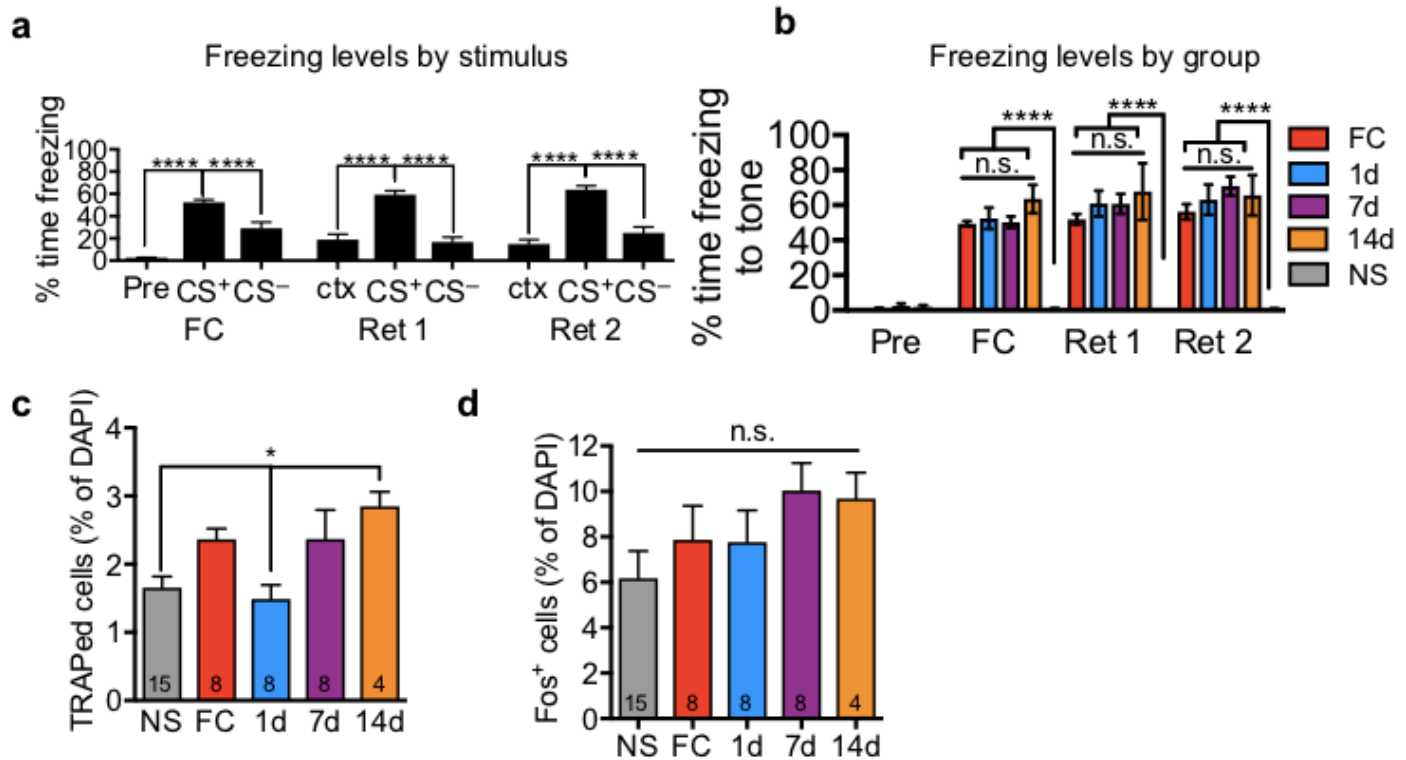 a
Freezing levels by stimulus
% time freezing
100
80
60
40
20
0
**** ****
**** ****
**** ****
Pre CS⁺ CS⁻
ctx CS⁺ CS⁻
ctx CS⁺ CS⁻
FC
Ret 1
Ret 2
b
Freezing levels by group
% time freezing
to tone
100
80
60
40
20
0
****
n.s.
****
n.s.
****
n.s.
Pre
FC
Ret 1
Ret 2
FC
1d
7d
14d
NS
c
TRAPed cells (% of DAPI)
4
3
2
1
0
*
15
8
8
8
4
NS
FC
1d
7d
14d
d
Fos⁺ cells (% of DAPI)
12
10
8
6
4
2
0
n.s.
15
8
8
8
4
NS
FC
1d
7d
14d